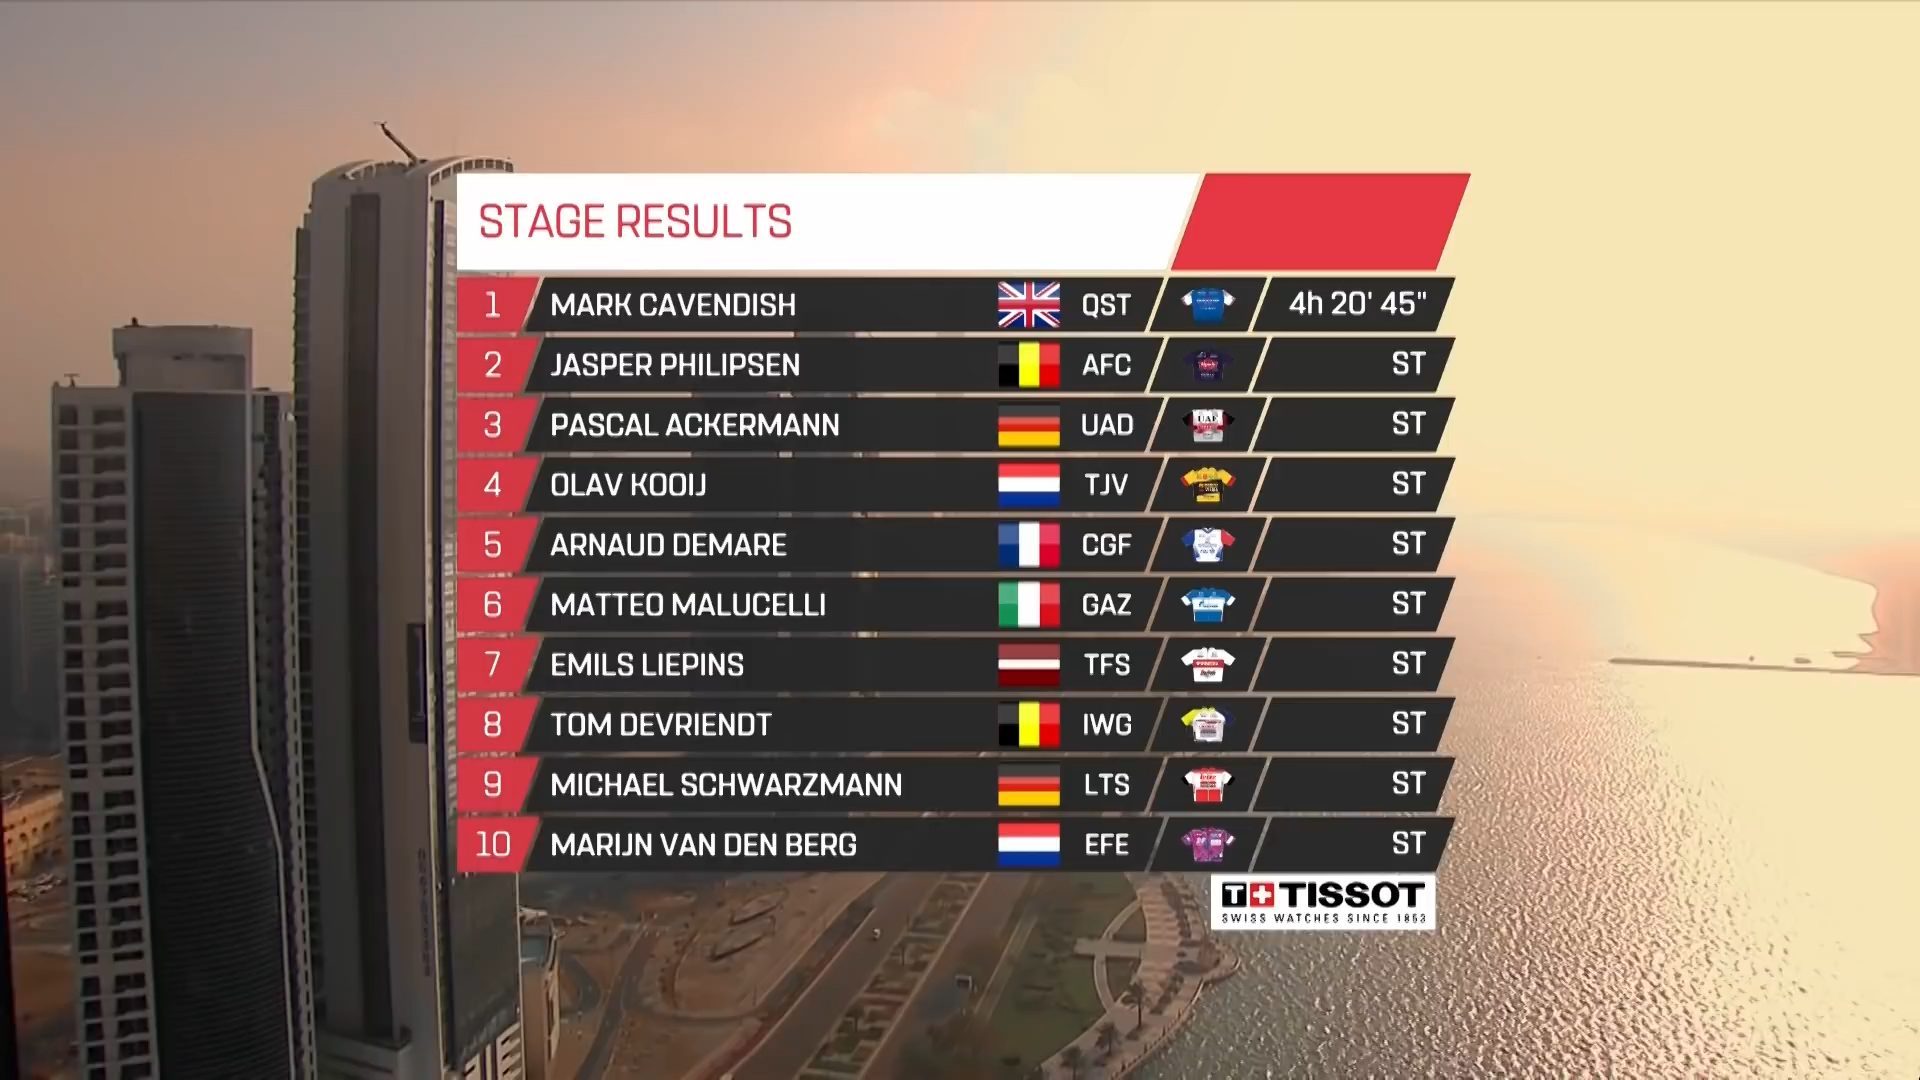 STAGE RESULTS
1 MARK CAVENDISH QST 4h 20' 45"
2 JASPER PHILIPSEN AFC ST
3 PASCAL ACKERMANN UAD ST
4 OLAV KOOIJ TJV ST
5 ARNAUD DEMARE CGF ST
6 MATTEO MALUCELLI GAZ ST
7 EMILS LIEPINS TFS ST
8 TOM DEVRIENDT IWG ST
9 MICHAEL SCHWARZMANN LTS ST
10 MARIJN VAN DEN BERG EFE ST
T+ TISSOT
SWISS WATCHES SINCE 1853